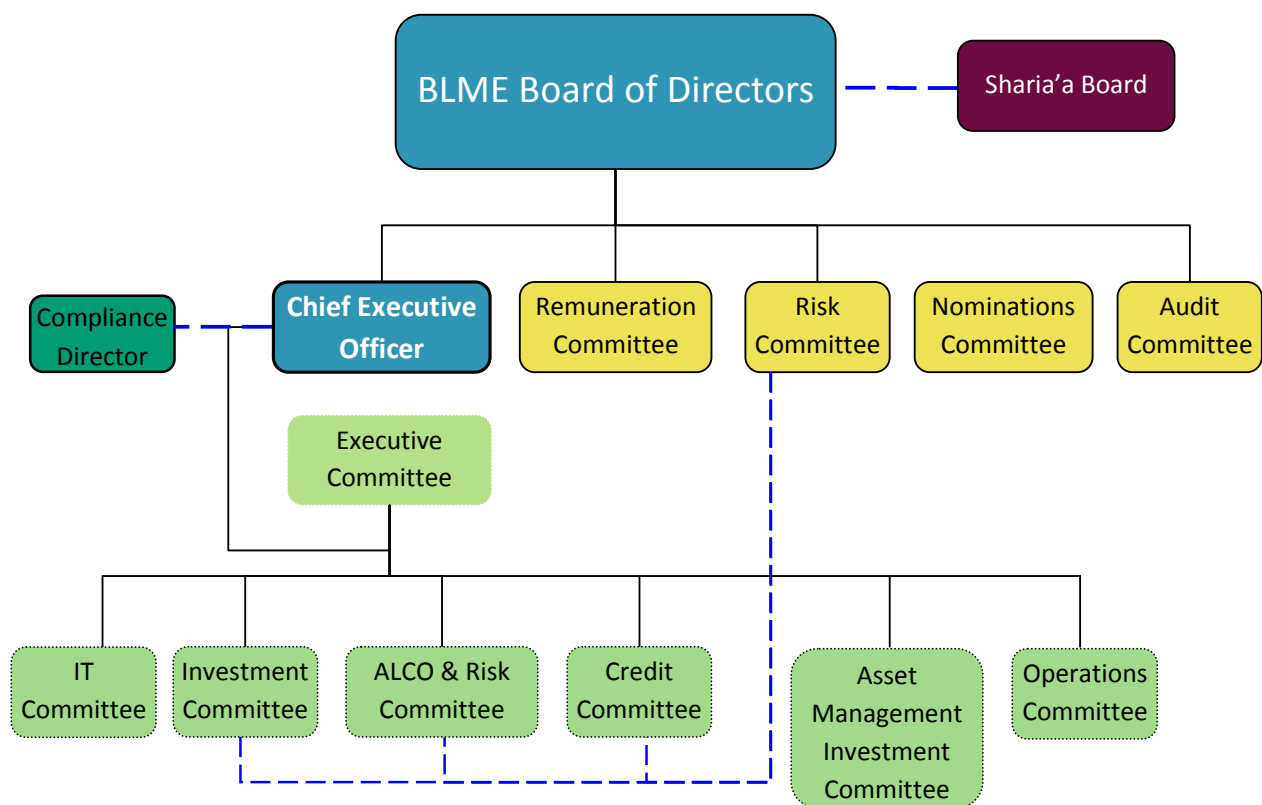 BLME Board of Directors
Sharia’a Board
Compliance
Director
Chief Executive
Officer
Remuneration
Committee
Risk
Committee
Nominations
Committee
Audit
Committee
Executive
Committee
IT
Committee
Investment
Committee
ALCO & Risk
Committee
Credit
Committee
Asset
Management
Investment
Committee
Operations
Committee